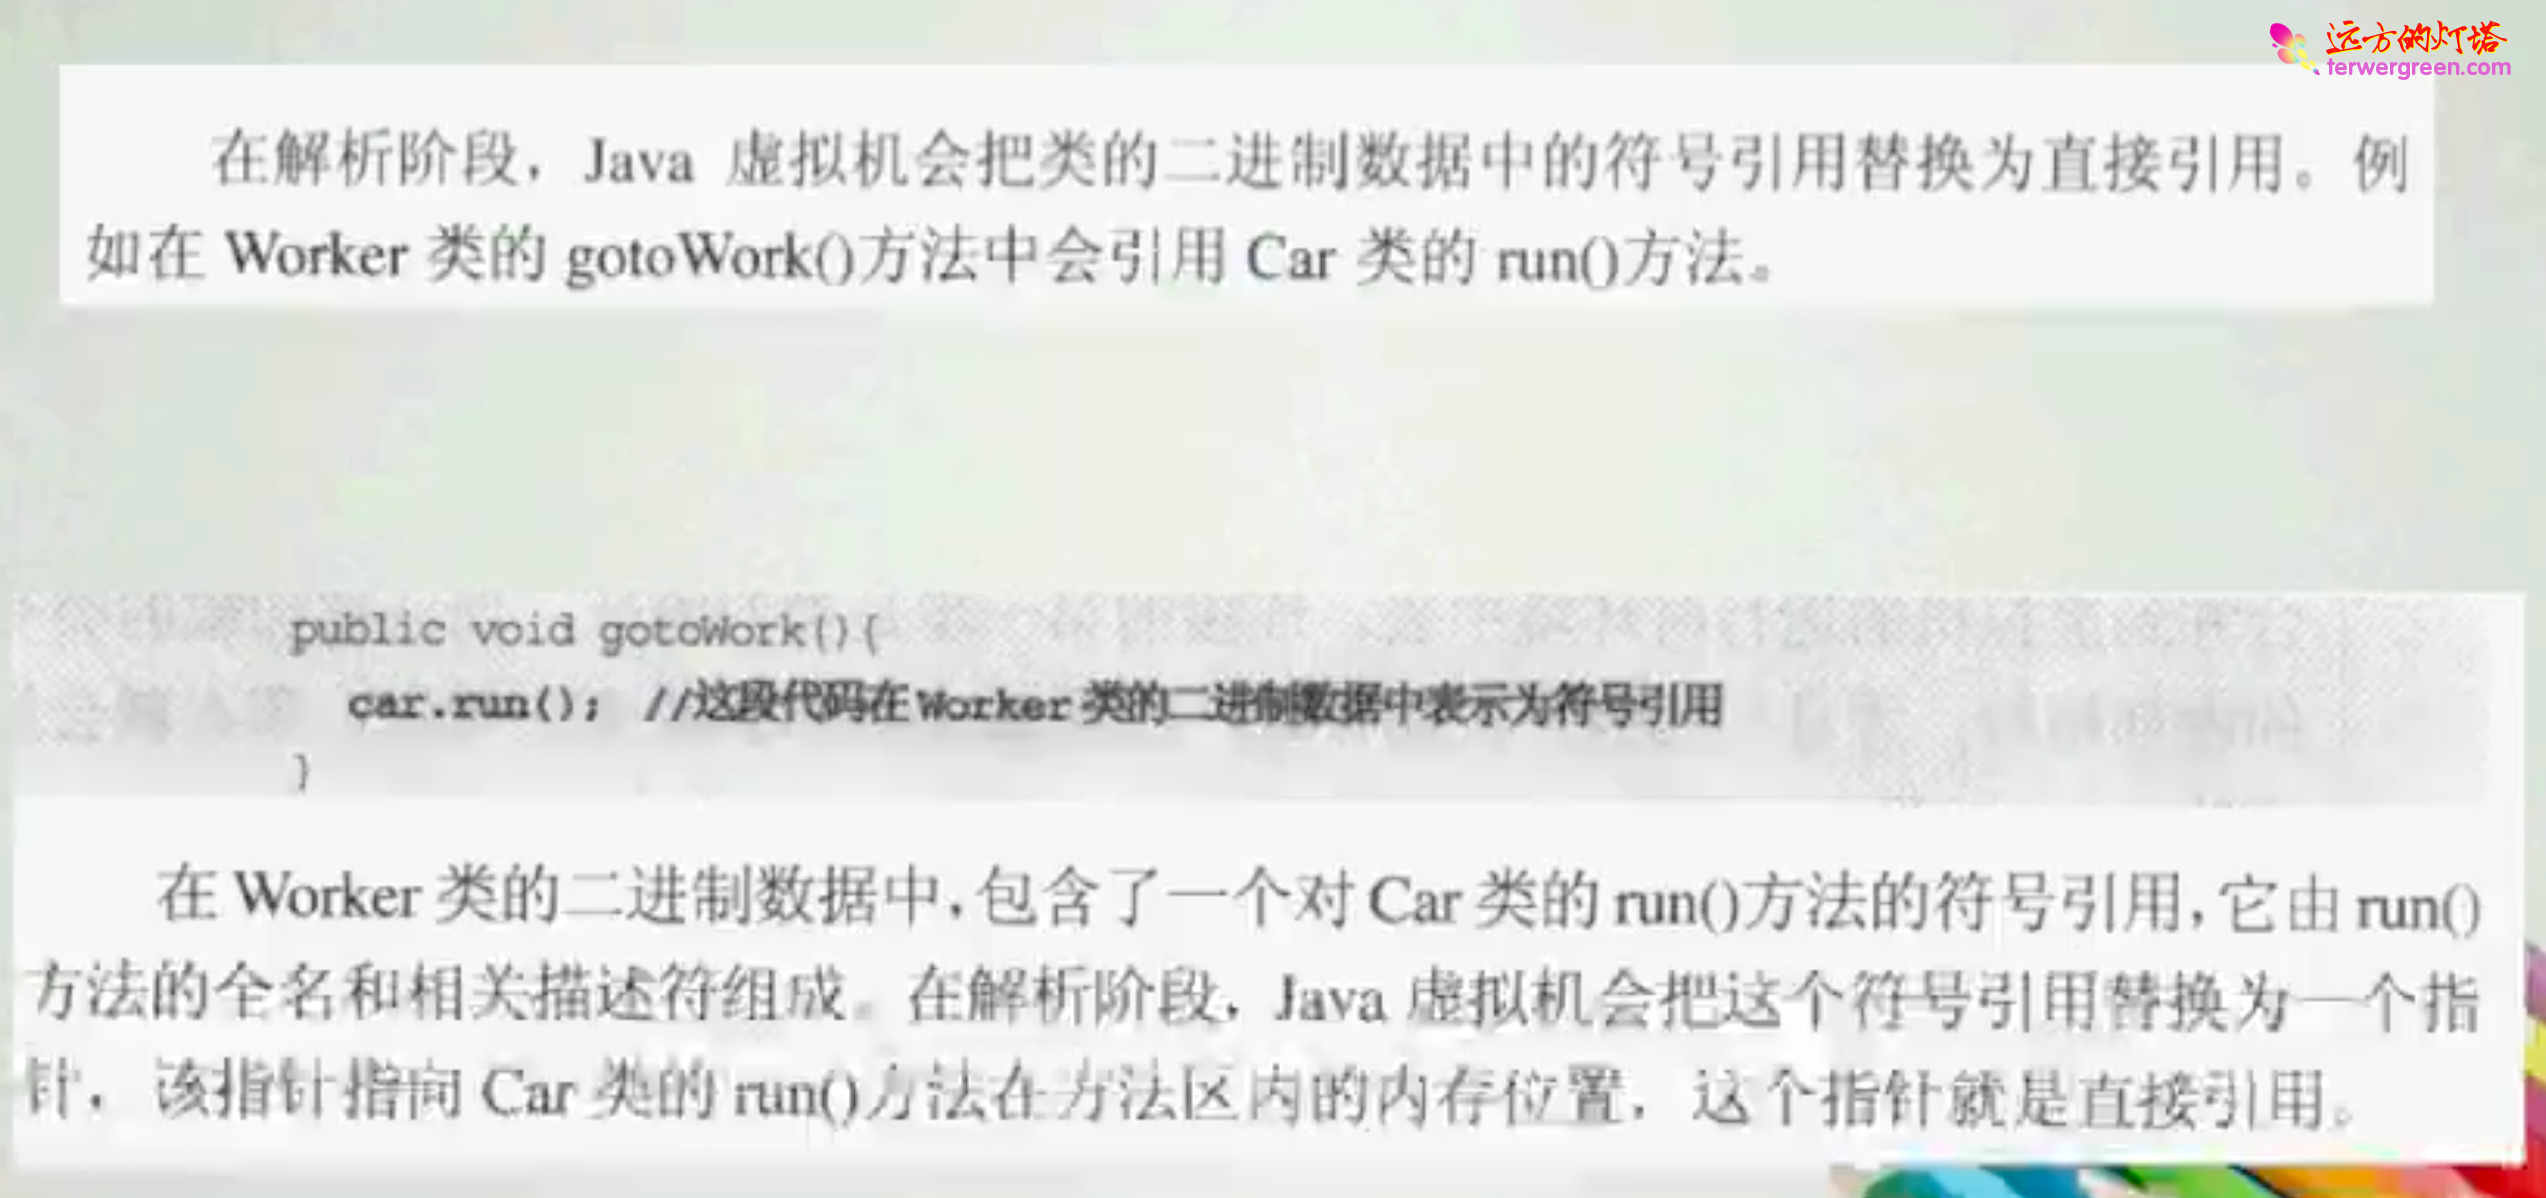 远方的灯塔
terwergreen.com
在解析阶段，Java 虚拟机会把类的二进制数据中的符号引用替换为直接引用。例
如在 Worker 类的 gotoWork()方法中会引用 Car 类的 run()方法。
public void gotoWork(){
car.run(); //这段代码在Worker类的二进制数据中表示为符号引用
}
在 Worker 类的二进制数据中，包含了一个对 Car 类的 run()方法的符号引用，它由 run()
方法的全名和相关描述符组成。在解析阶段，Java 虚拟机会把这个符号引用替换为一个指
针，该指针指向 Car 类的 run()方法在方法区内的内存位置，这个指针就是直接引用。